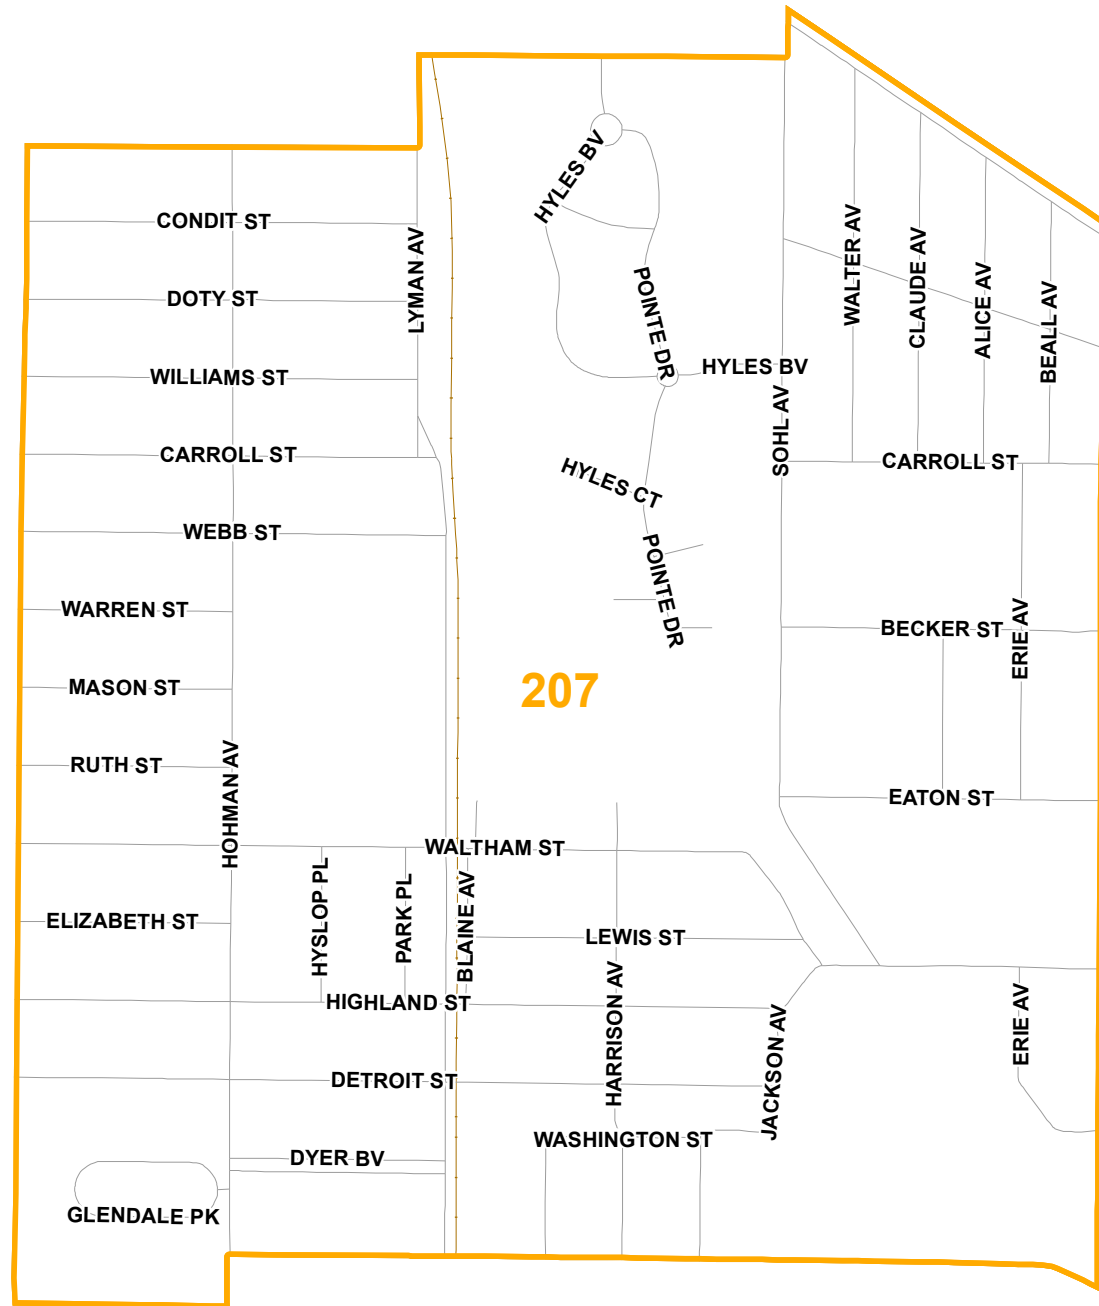 HYLES BV
CONDIT ST
LYMAN AV
WALTER AV
CLAUDE AV
ALICE AV
BEALL AV
DOTY ST
POINTE DR
WILLIAMS ST
HYLES BV
SOHL AV
CARROLL ST
CARROLL ST
HYLES CT
WEBB ST
POINTE DR
WARREN ST
BECKER ST
ERIE AV
MASON ST
207
RUTH ST
HOHMAN AV
EATON ST
WALTHAM ST
HYSLOP PL
PARK PL
BLAINE AV
ELIZABETH ST
LEWIS ST
HIGHLAND ST
HARRISON AV
JACKSON AV
ERIE AV
DETROIT ST
WASHINGTON ST
DYER BV
GLENDALE PK